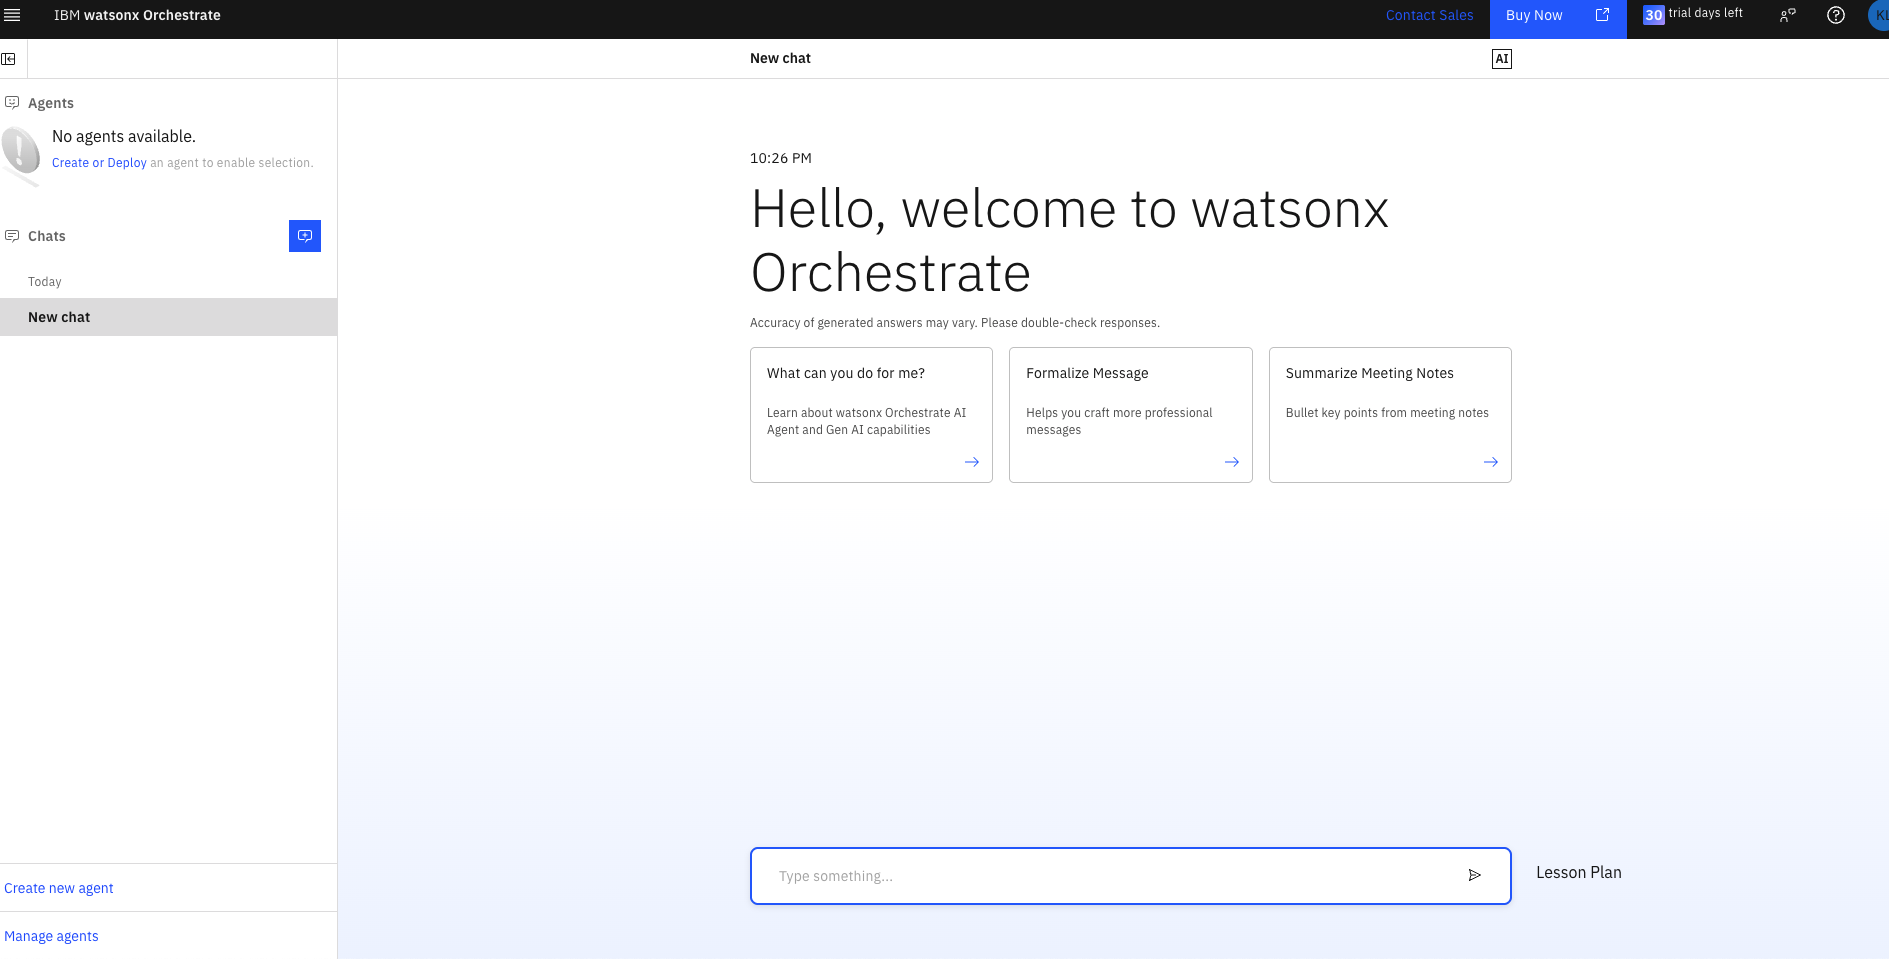 IBM watsonx Orchestrate
Contact Sales
Buy Now
30 trial days left
New chat
AI
Agents
No agents available.
Create or Deploy an agent to enable selection.
Chats
Today
New chat
Create new agent
Manage agents
10:26 PM
Hello, welcome to watsonx
Orchestrate
Accuracy of generated answers may vary. Please double-check responses.
What can you do for me?
Learn about watsonx Orchestrate AI
Agent and Gen AI capabilities
Formalize Message
Helps you craft more professional
messages
Summarize Meeting Notes
Bullet key points from meeting notes
Type something...
Lesson Plan